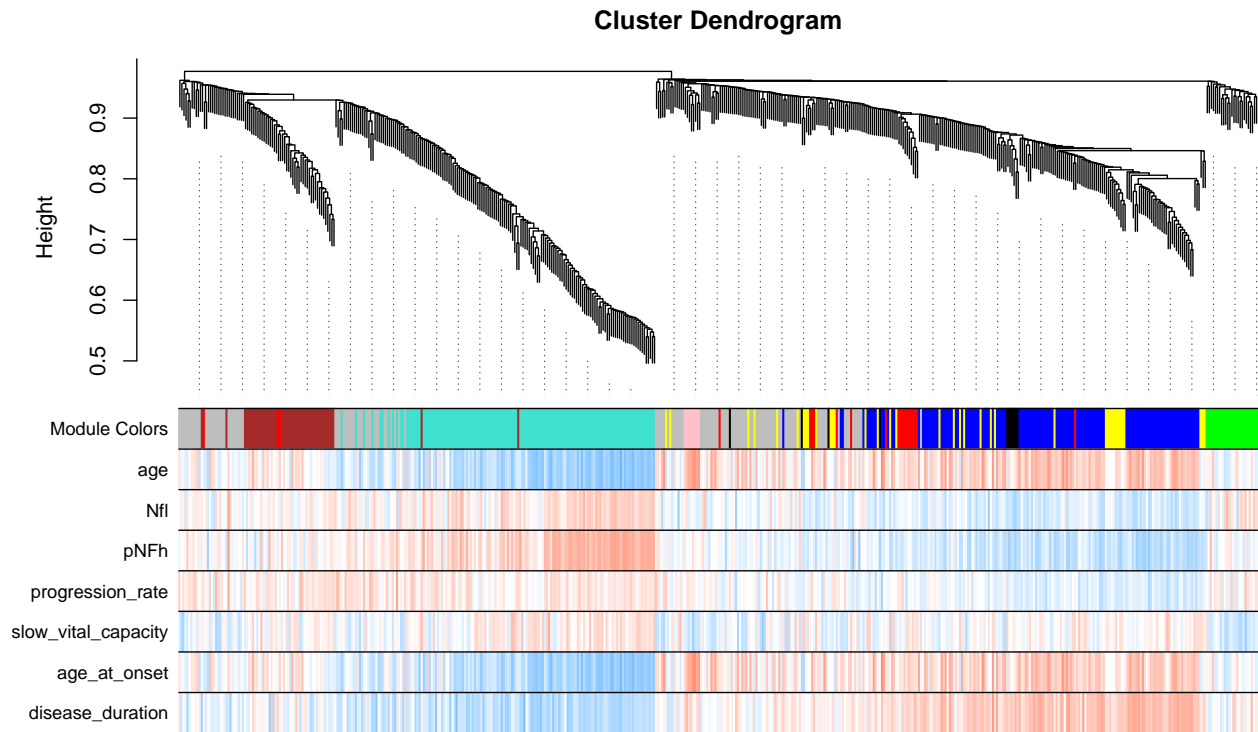 Cluster Dendrogram
Height
0.9
0.8
0.7
0.6
0.5
Module Colors
age
Nfl
pNFh
progression_rate
slow_vital_capacity
age_at_onset
disease_duration